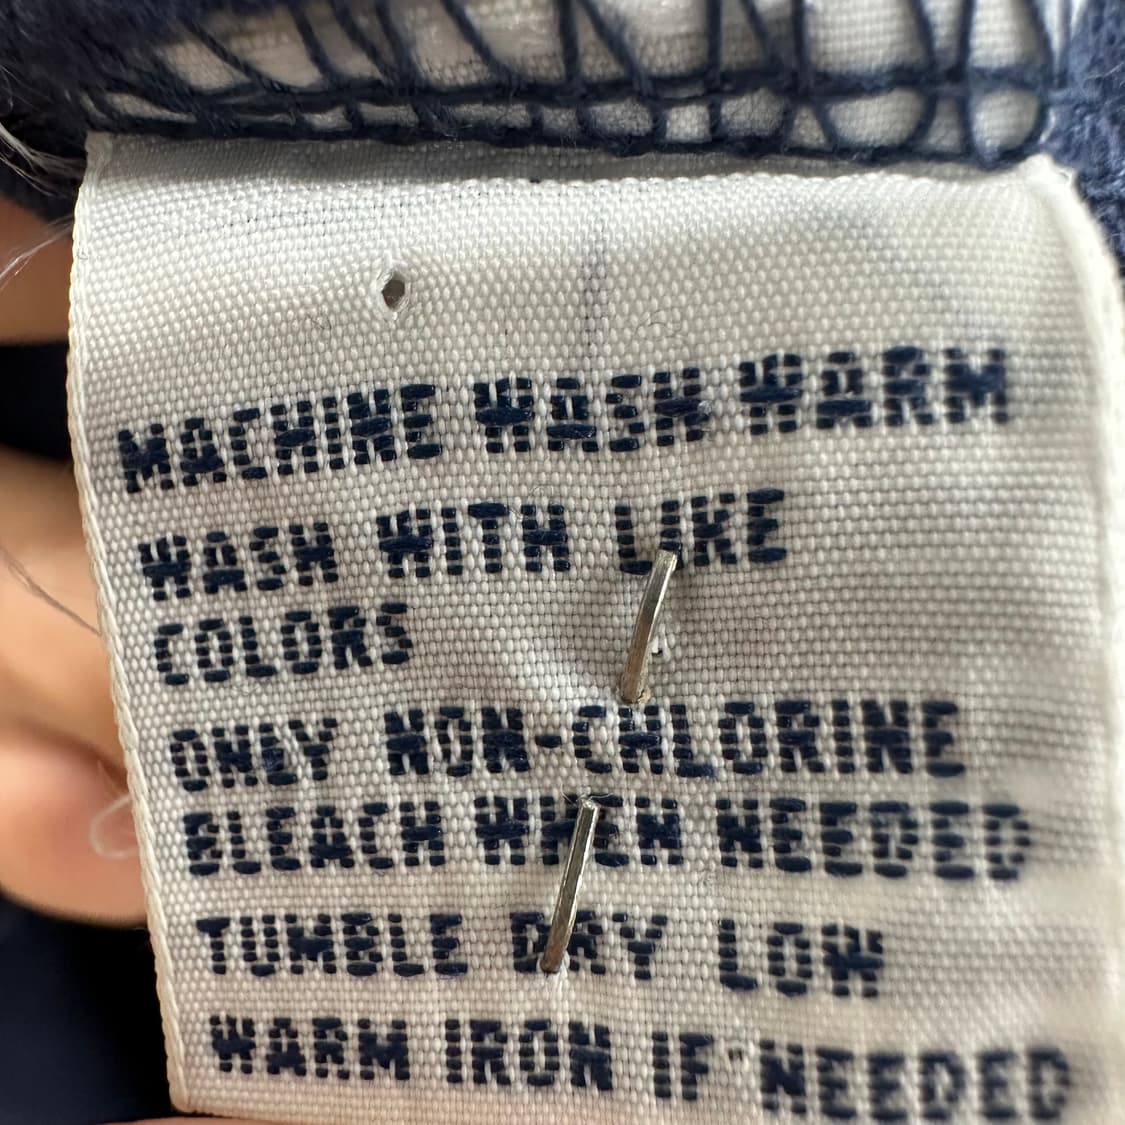 MACHINE WASH WARM
WASH WITH LIKE
COLORS
ONLY NON-CHLORINE
BLEACH WHEN NEEDED
TUMBLE DRY LOW
WARM IRON IF NEEDED